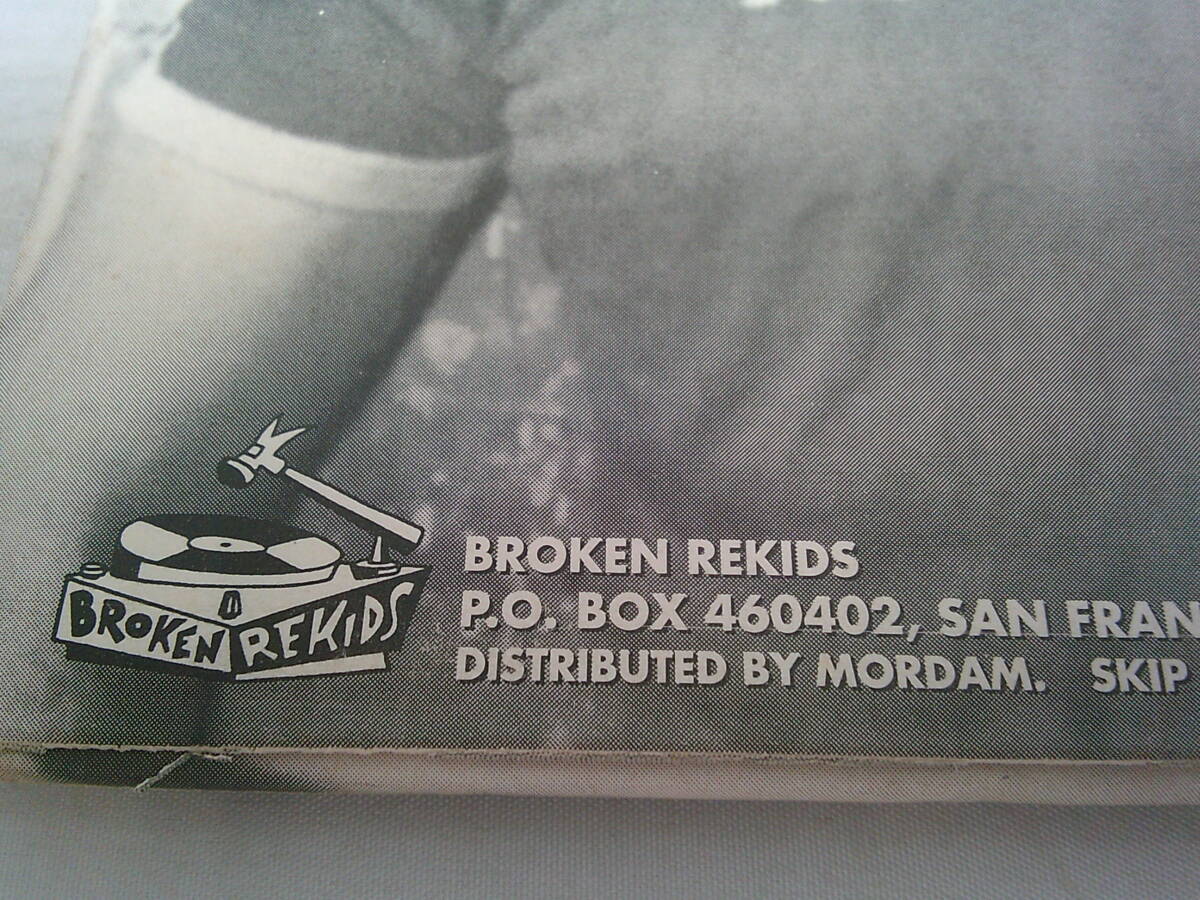 BROKEN REKIDS
BROKEN REKIDS
P.O. BOX 460402, SAN FRAN
DISTRIBUTED BY MORDAM. SKIP